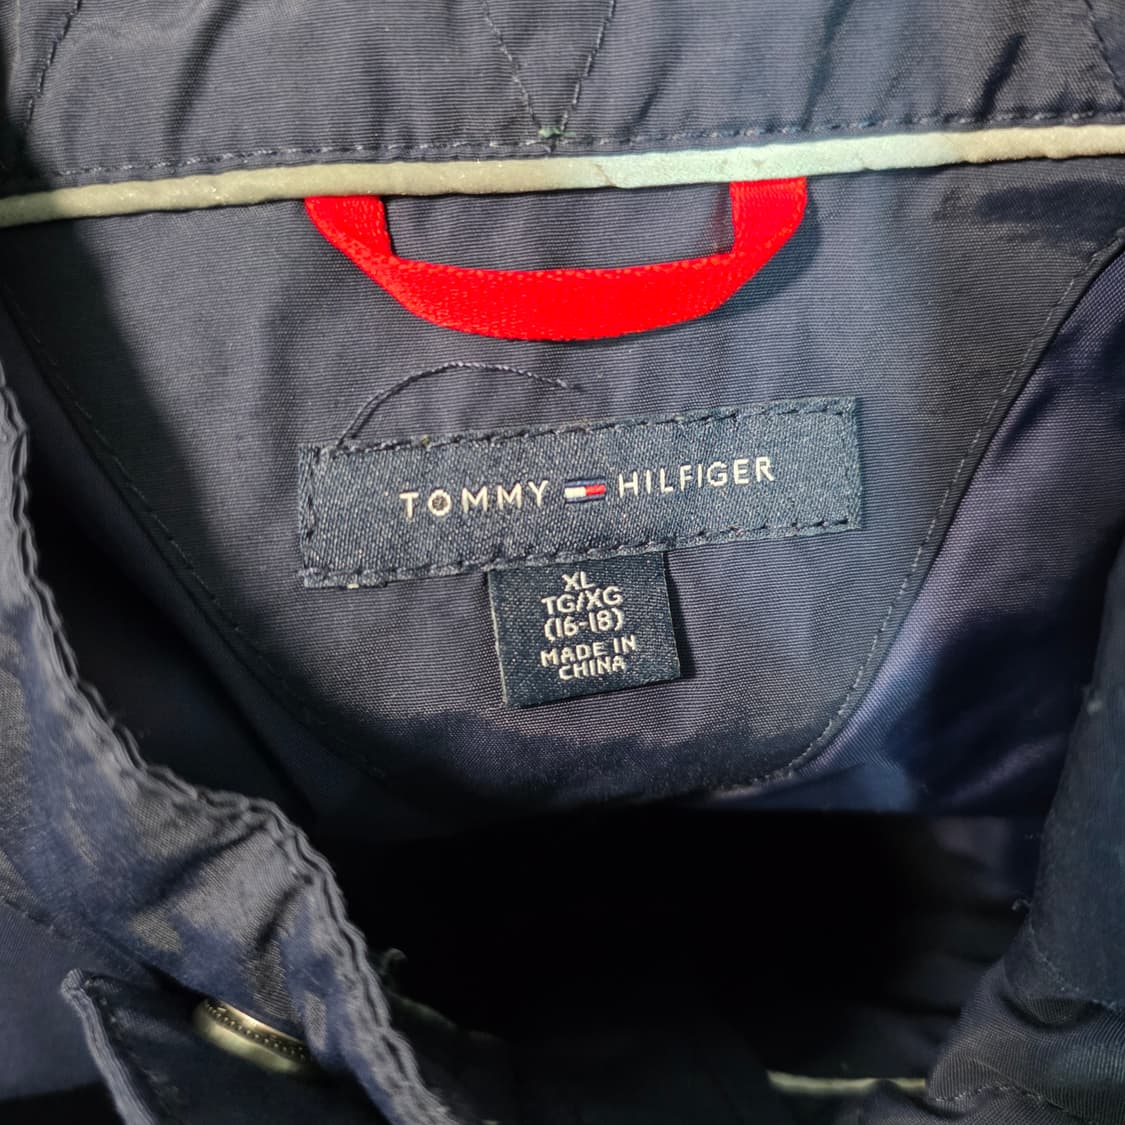 TOMMY HILFIGER
XL
TG/XG
(16-18)
MADE IN
CHINA